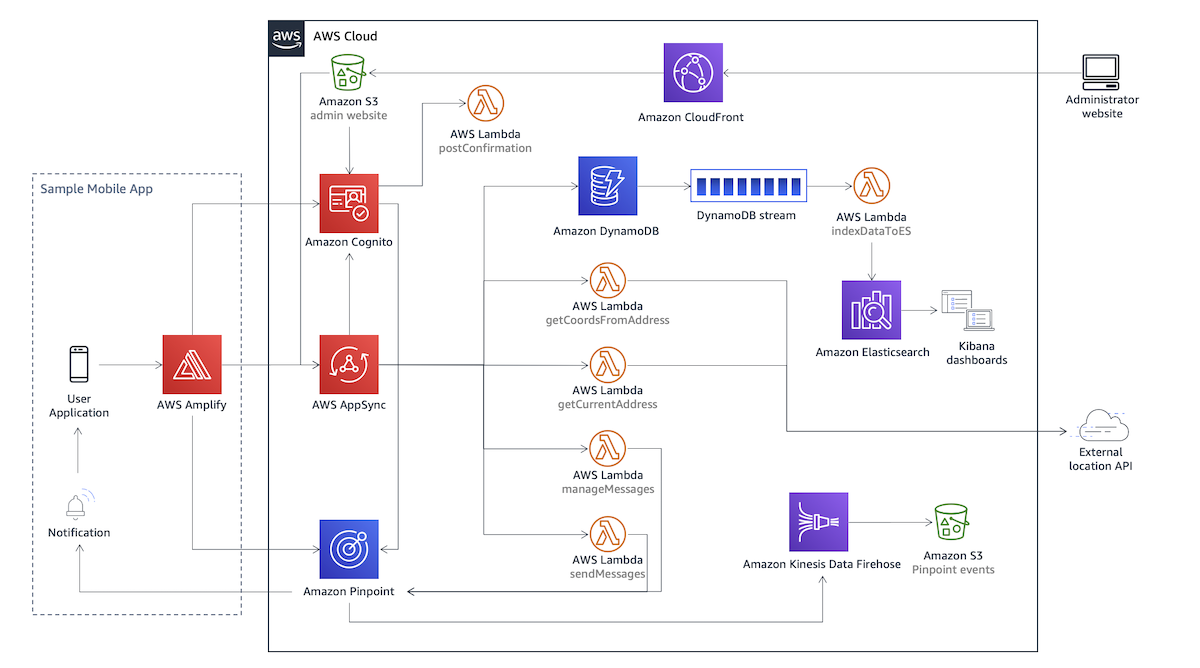 aws
AWS Cloud
Amazon S3
admin website
AWS Lambda
postConfirmation
Amazon CloudFront
Administrator
website
Sample Mobile App
Amazon Cognito
Amazon DynamoDB
DynamoDB stream
AWS Lambda
indexDataToES
AWS Lambda
getCoordsFromAddress
Amazon Elasticsearch
Kibana
dashboards
User
Application
AWS Amplify
AWS AppSync
AWS Lambda
getCurrentAddress
External
location API
AWS Lambda
manageMessages
Notification
AWS Lambda
sendMessages
Amazon Kinesis Data Firehose
Amazon S3
Pinpoint events
Amazon Pinpoint